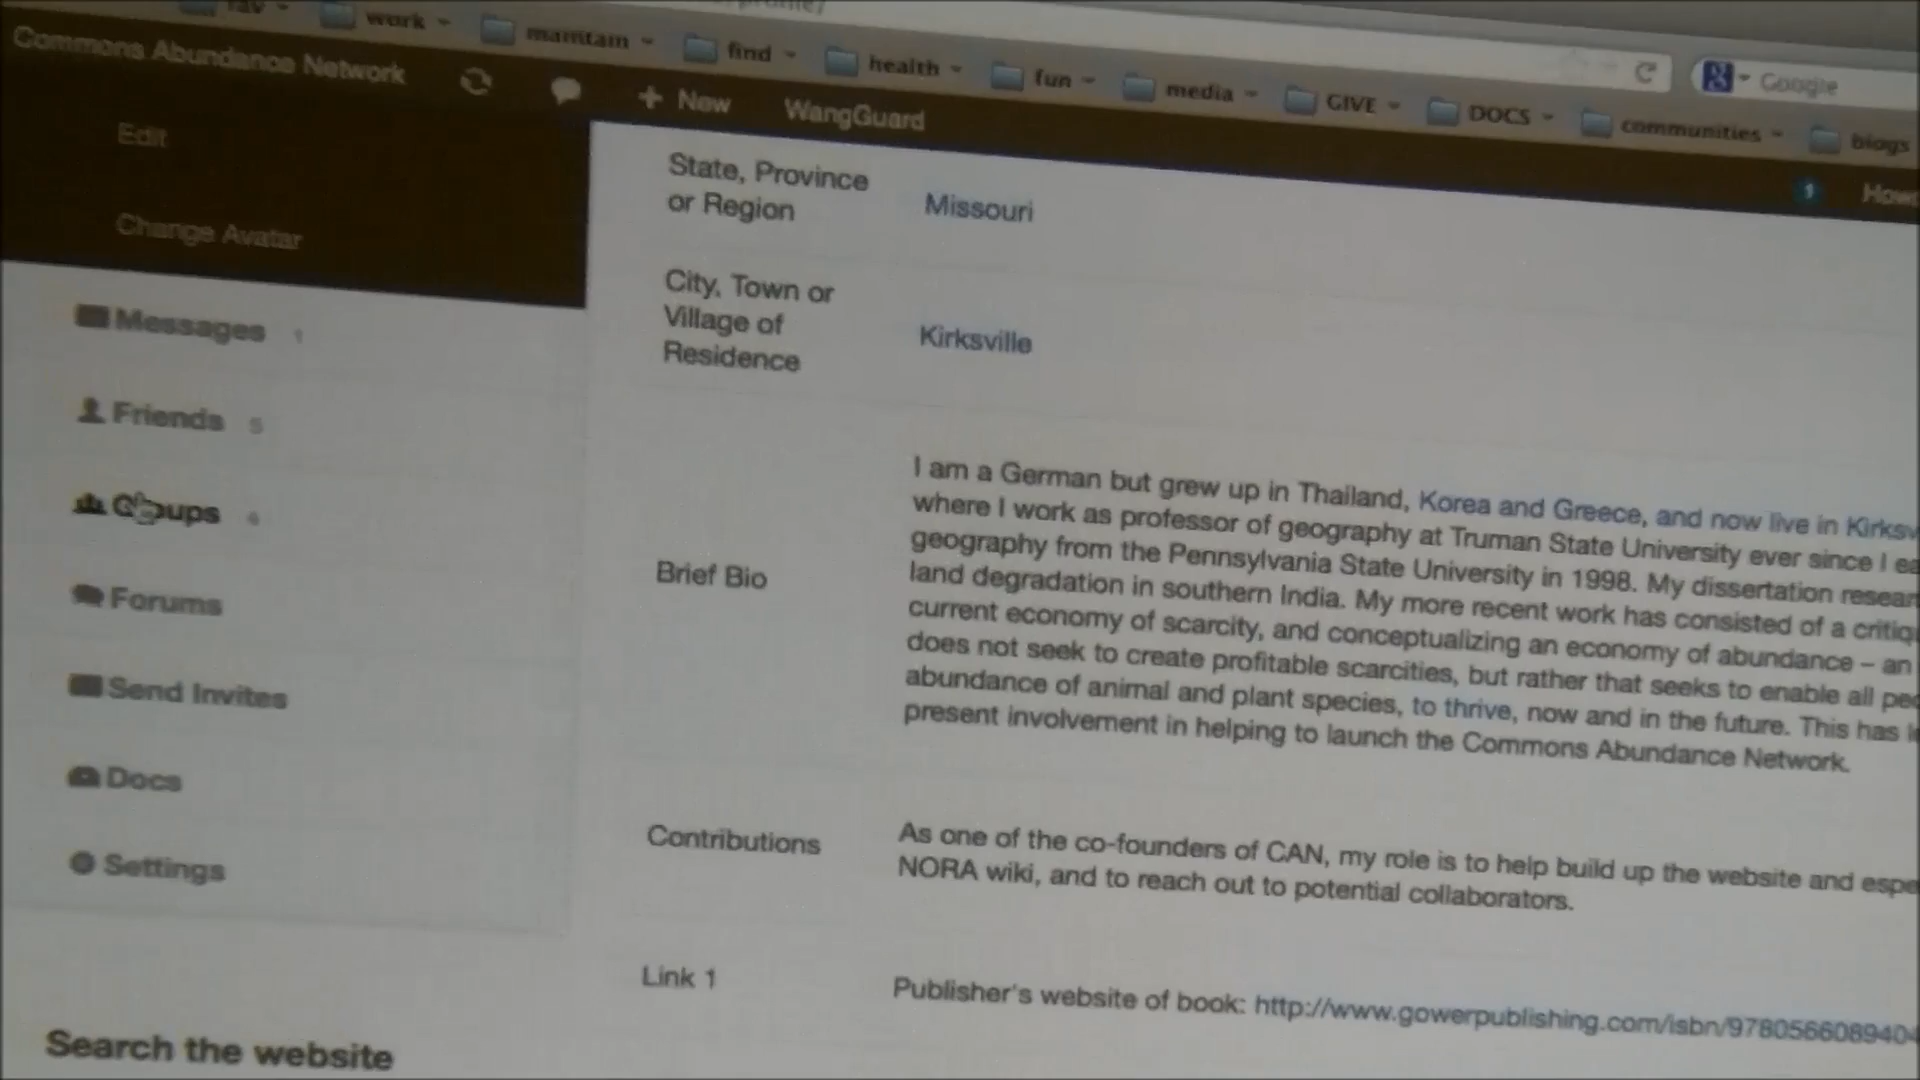 fav work maintain find health fun media GIVE DOCS communities blogs
Google
Commons Abundance Network + New WangGuard 1
Edit
Change Avatar
Messages 1
Friends 5
Groups 4
Forums
Send Invites
Docs
Settings
Search the website
State, Province
or Region
Missouri
City, Town or
Village of
Residence
Kirksville
Brief Bio
I am a German but grew up in Thailand, Korea and Greece, and now live in
where I work as professor of geography at Truman State University ever since I
geography from the Pennsylvania State University in 1998. My dissertation
land degradation in southern India. My more recent work has consisted of a
current economy of scarcity, and conceptualizing an economy of abundance – an
does not seek to create profitable scarcities, but rather that seeks to enable all
abundance of animal and plant species, to thrive, now and in the future. This has
present involvement in helping to launch the Commons Abundance Network.
Contributions
As one of the co-founders of CAN, my role is to help build up the website and
NORA wiki, and to reach out to potential collaborators.
Link 1
Publisher's website of book: http://www.gowerpublishing.com/isbn/978056608940